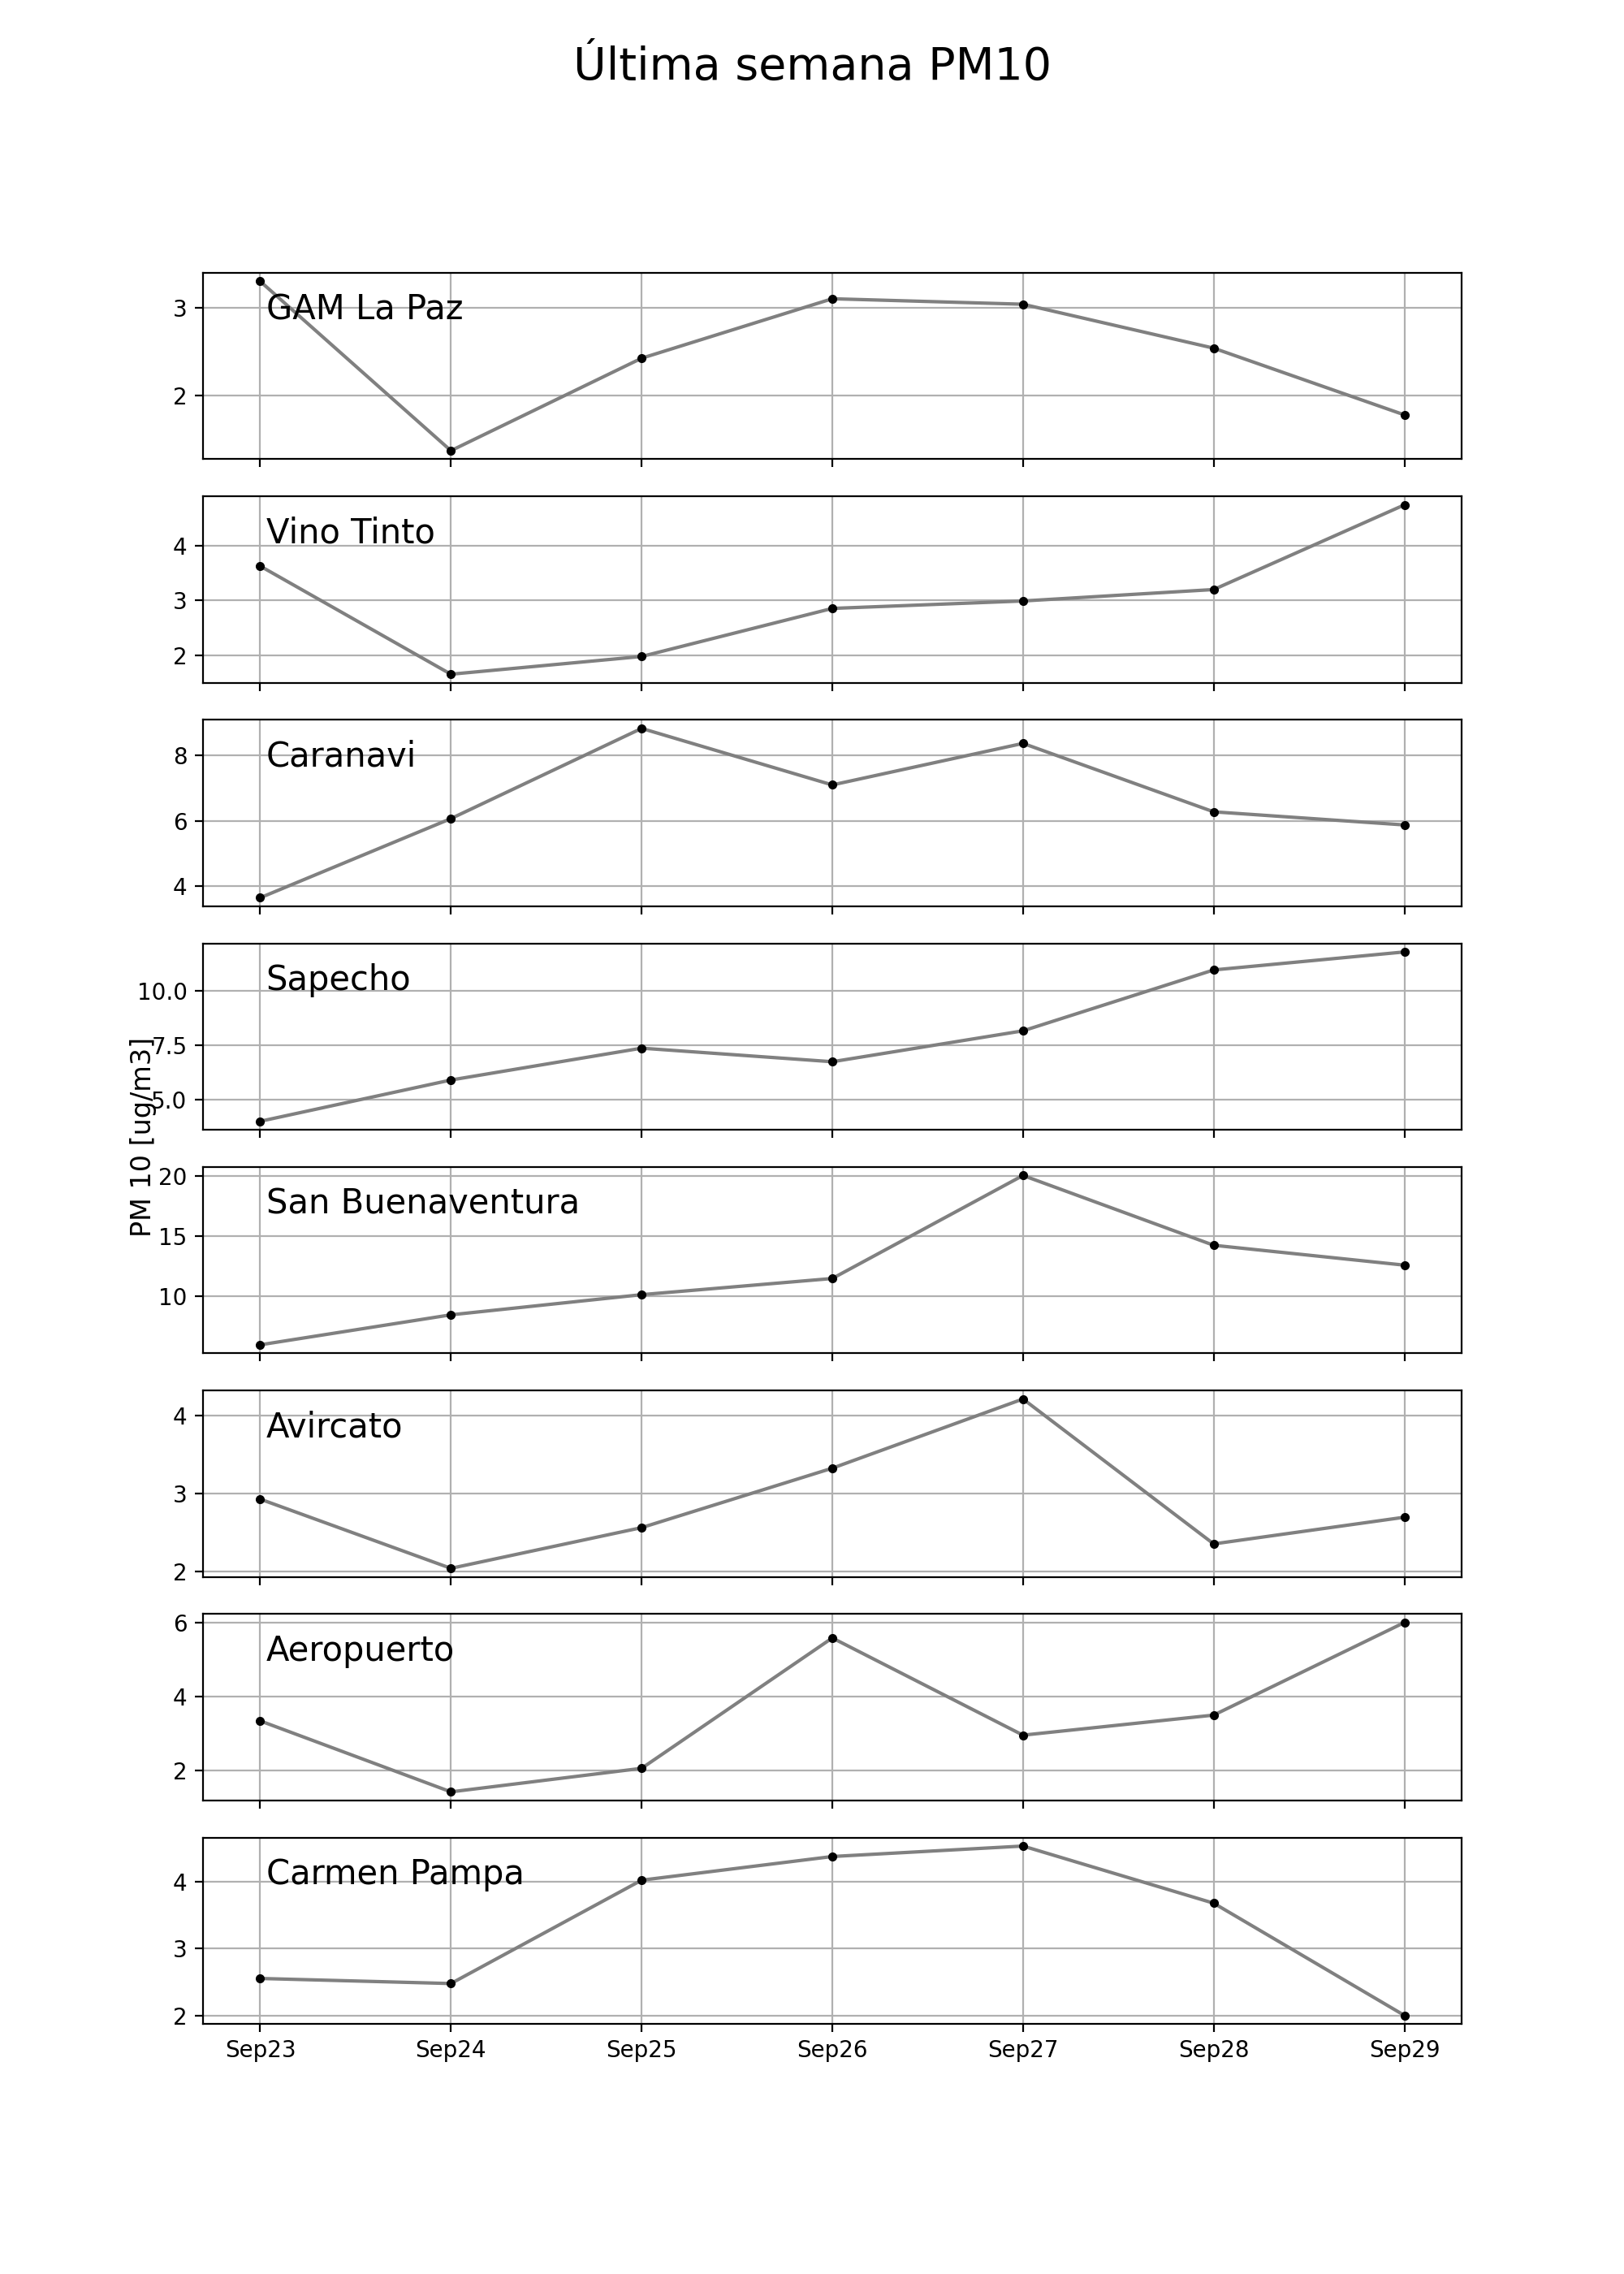 Última semana PM10
GAM La Paz
3
2
Vino Tinto
4
3
2
Caranavi
8
6
4
Sapecho
10.0
7.5
5.0
PM 10 [ug/m3]
San Buenaventura
20
15
10
Avircato
4
3
2
Aeropuerto
6
4
2
Carmen Pampa
4
3
2
Sep23 Sep24 Sep25 Sep26 Sep27 Sep28 Sep29